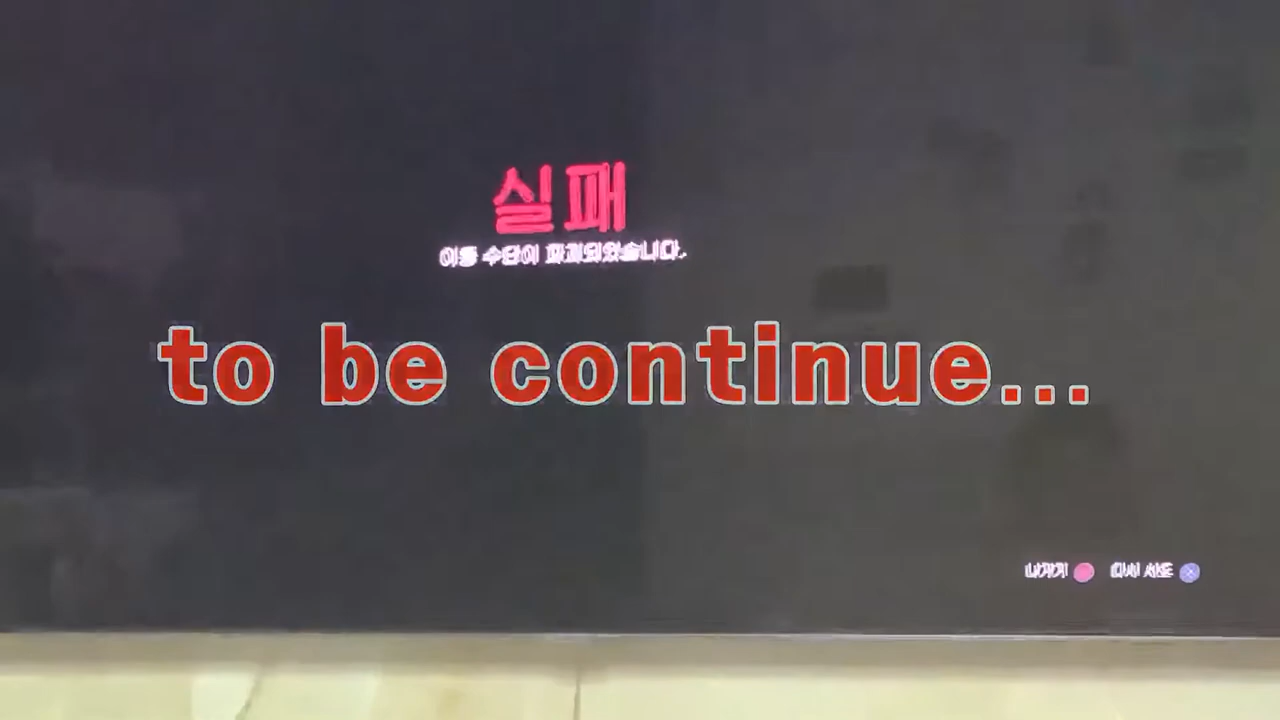 실패
이동 수단이 파괴되었습니다.
to be continue...
나가기 다시 시도